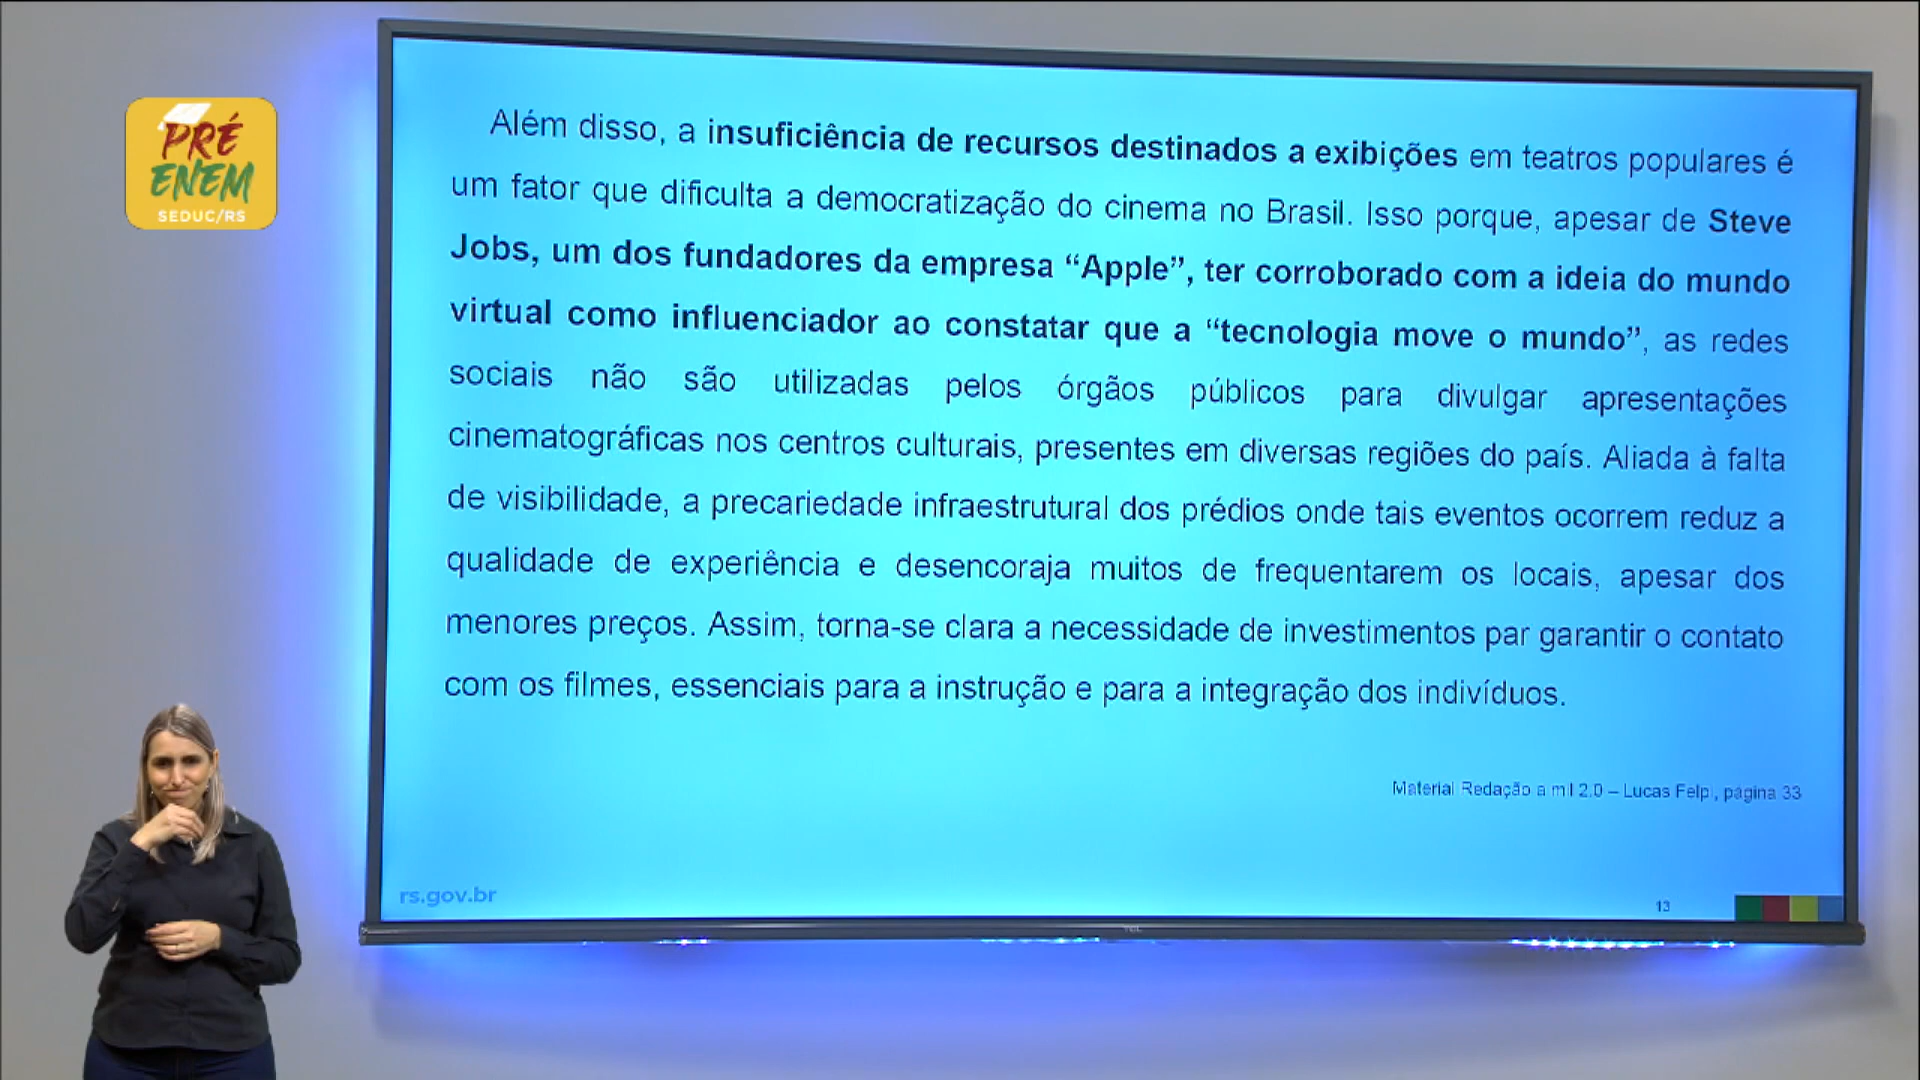 PRÉ
ENEM
SEDUC/RS
Além disso, a insuficiência de recursos destinados a exibições em teatros populares é
um fator que dificulta a democratização do cinema no Brasil. Isso porque, apesar de Steve
Jobs, um dos fundadores da empresa “Apple”, ter corroborado com a ideia do mundo
virtual como influenciador ao constatar que a “tecnologia move o mundo”, as redes
sociais não são utilizadas pelos órgãos públicos para divulgar apresentações
cinematográficas nos centros culturais, presentes em diversas regiões do país. Aliada à falta
de visibilidade, a precariedade infraestrutural dos prédios onde tais eventos ocorrem reduz a
qualidade de experiência e desencoraja muitos de frequentarem os locais, apesar dos
menores preços. Assim, torna-se clara a necessidade de investimentos par garantir o contato
com os filmes, essenciais para a instrução e para a integração dos indivíduos.
Material Redação a mil 2.0 – Lucas Felpi, página 33
rs.gov.br
13
TCL